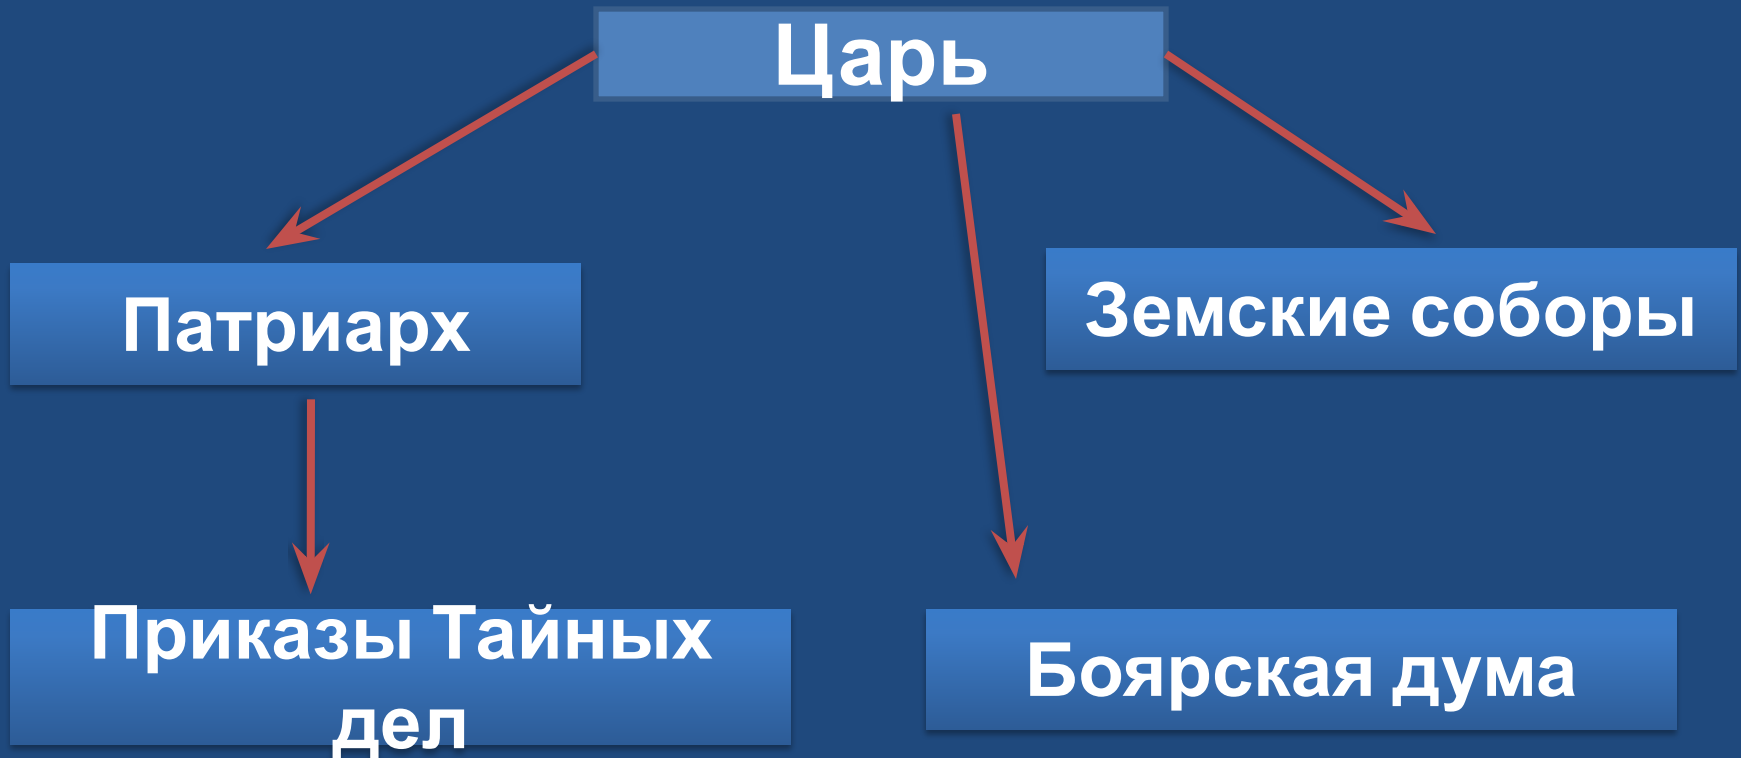 Царь
Патриарх
Земские соборы
Приказы Тайных
дел
Боярская дума